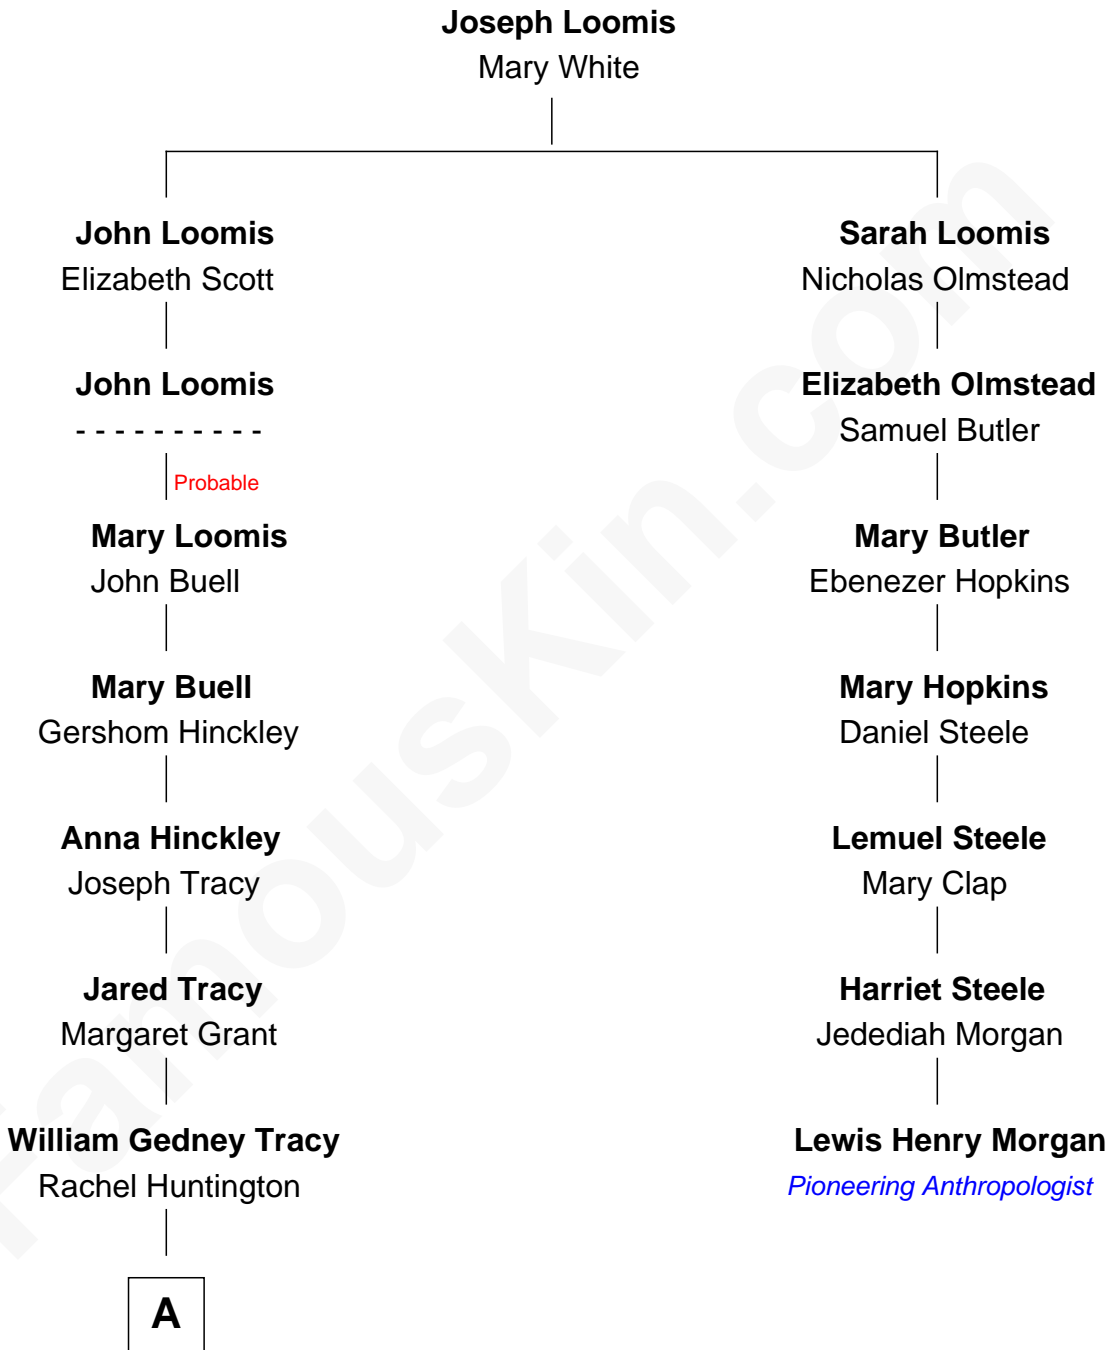 Joseph Loomis
Mary White
John Loomis
Elizabeth Scott
Sarah Loomis
Nicholas Olmstead
John Loomis
- - - - - - - - - -
Elizabeth Olmstead
Samuel Butler
Probable
Mary Loomis
John Buell
Mary Butler
Ebenezer Hopkins
Mary Buell
Gershom Hinckley
Mary Hopkins
Daniel Steele
Anna Hinckley
Joseph Tracy
Lemuel Steele
Mary Clap
Jared Tracy
Margaret Grant
Harriet Steele
Jedediah Morgan
William Gedney Tracy
Rachel Huntington
Lewis Henry Morgan
Pioneering Anthropologist
A
FamousKin.com